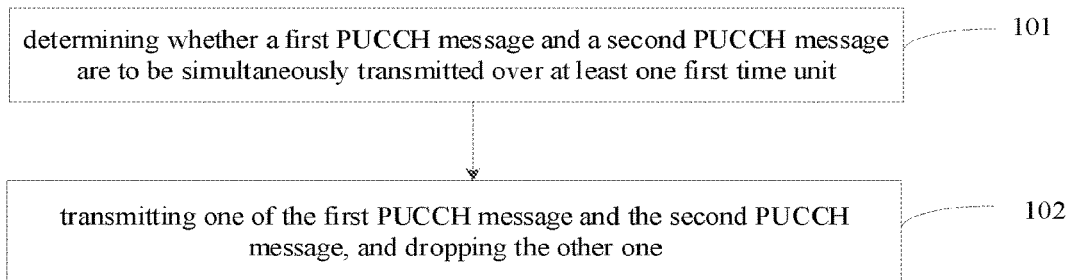 determining whether a first PUCCH message and a second PUCCH message
are to be simultaneously transmitted over at least one first time unit
101
transmitting one of the first PUCCH message and the second PUCCH
message, and dropping the other one
102